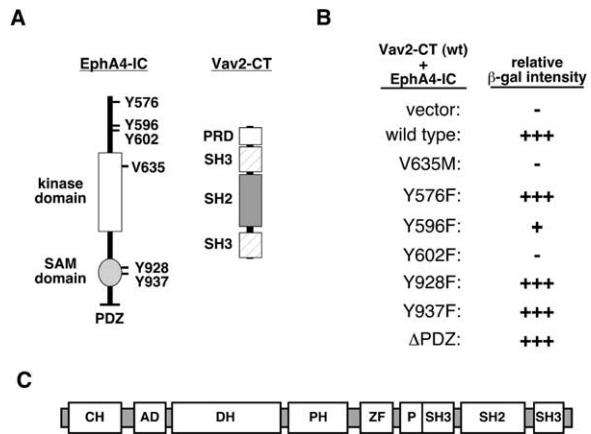 A
EphA4-IC
Vav2-CT
Y576
Y596
Y602
V635
kinase
domain
SAM
domain
Y928
Y937
PDZ
PRD
SH3
SH2
SH3
B
Vav2-CT (wt)
+
EphA4-IC
relative
β-gal intensity
vector: -
wild type: +++
V635M: -
Y576F: +++
Y596F: +
Y602F: -
Y928F: +++
Y937F: +++
ΔPDZ: +++
C
CH AD DH PH ZF P SH3 SH2 SH3